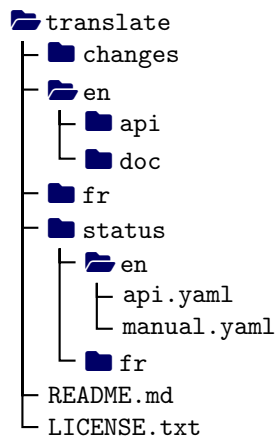 translate
changes
en
api
doc
fr
status
en
api.yaml
manual.yaml
fr
README.md
LICENSE.txt